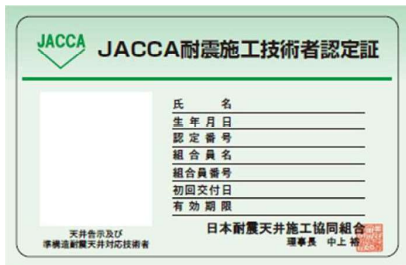 JACCA
JACCA耐震施工技術者認定証
氏　　名
生年月日
認定番号
組合員名
組合員番号
初回交付日
有効期限
天井告示及び
準構造耐震天井対応技術者
日本耐震天井施工協同組合
理事長　中上 裕